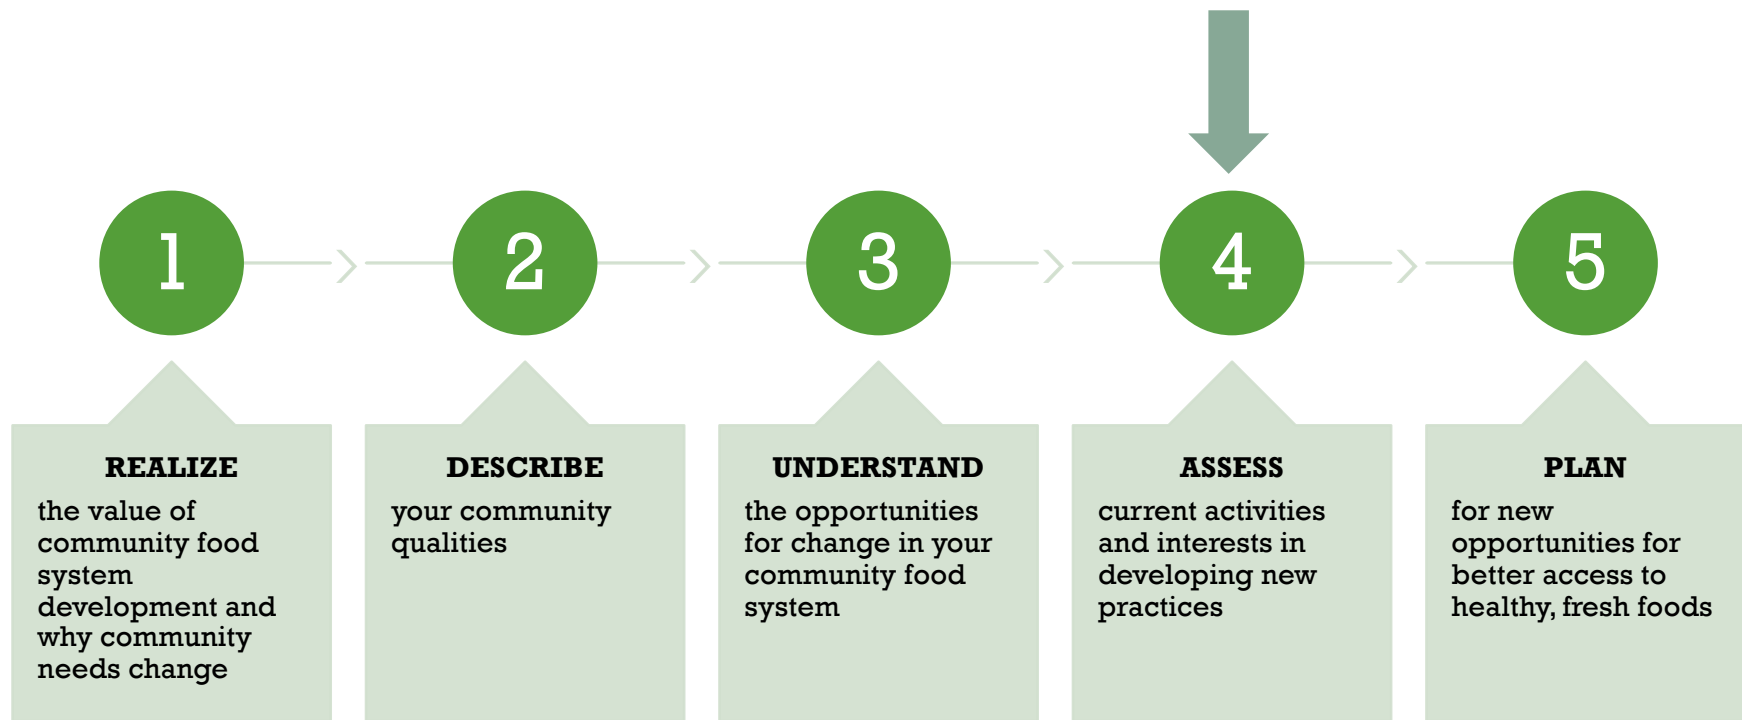 1
2
3
4
5
REALIZE
the value of
community food
system
development and
why community
needs change
DESCRIBE
your community
qualities
UNDERSTAND
the opportunities
for change in your
community food
system
ASSESS
current activities
and interests in
developing new
practices
PLAN
for new
opportunities for
better access to
healthy, fresh foods